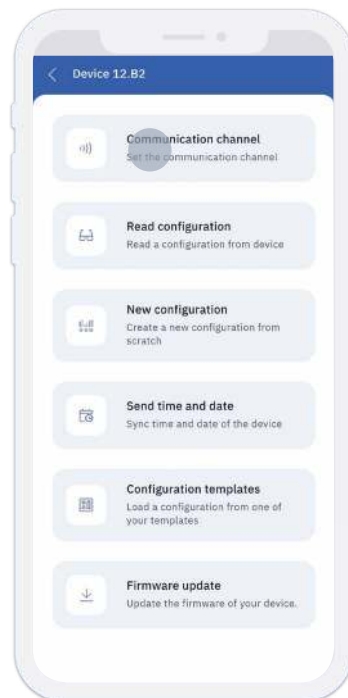 Device 12.B2
Communication channel
Set the communication channel
Read configuration
Read a configuration from device
New configuration
Create a new configuration from
scratch
Send time and date
Sync time and date of the device
Configuration templates
Load a configuration from one of
your templates
Firmware update
Update the firmware of your device.